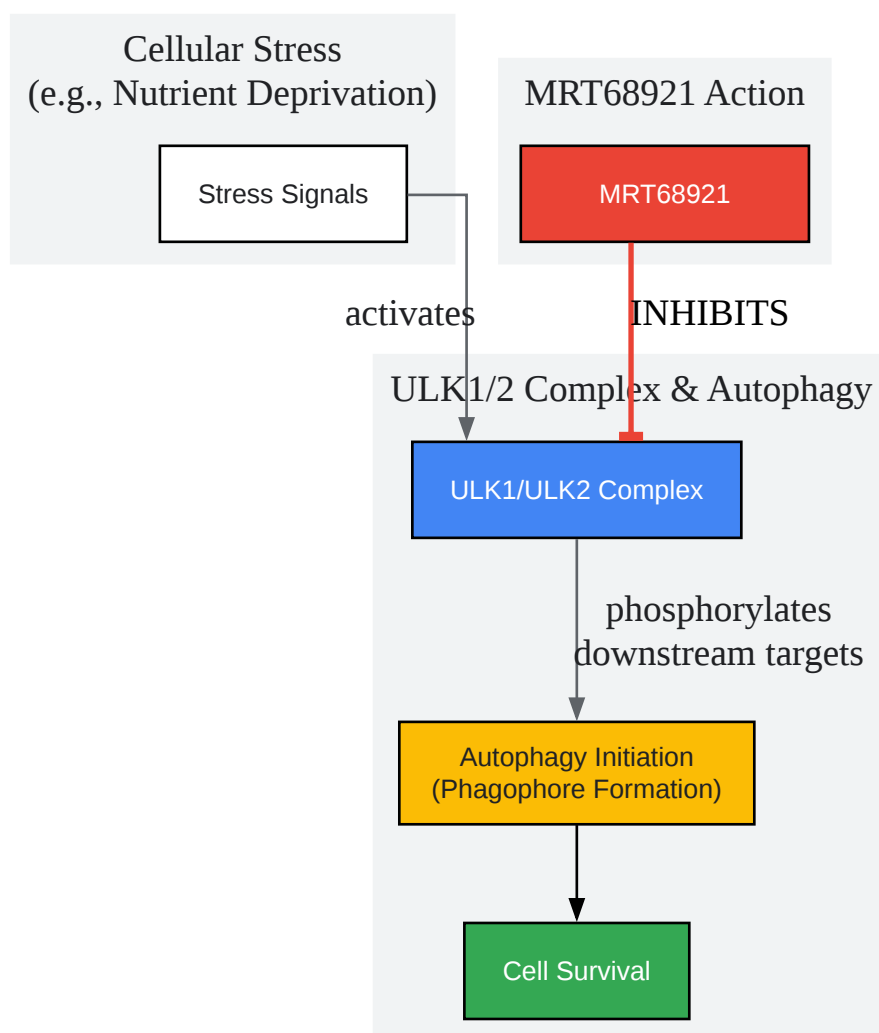 Cellular Stress
(e.g., Nutrient Deprivation)
Stress Signals
MRT68921 Action
MRT68921
activates
INHIBITS
ULK1/2 Complex & Autophagy
ULK1/ULK2 Complex
phosphorylates
downstream targets
Autophagy Initiation
(Phagophore Formation)
Cell Survival